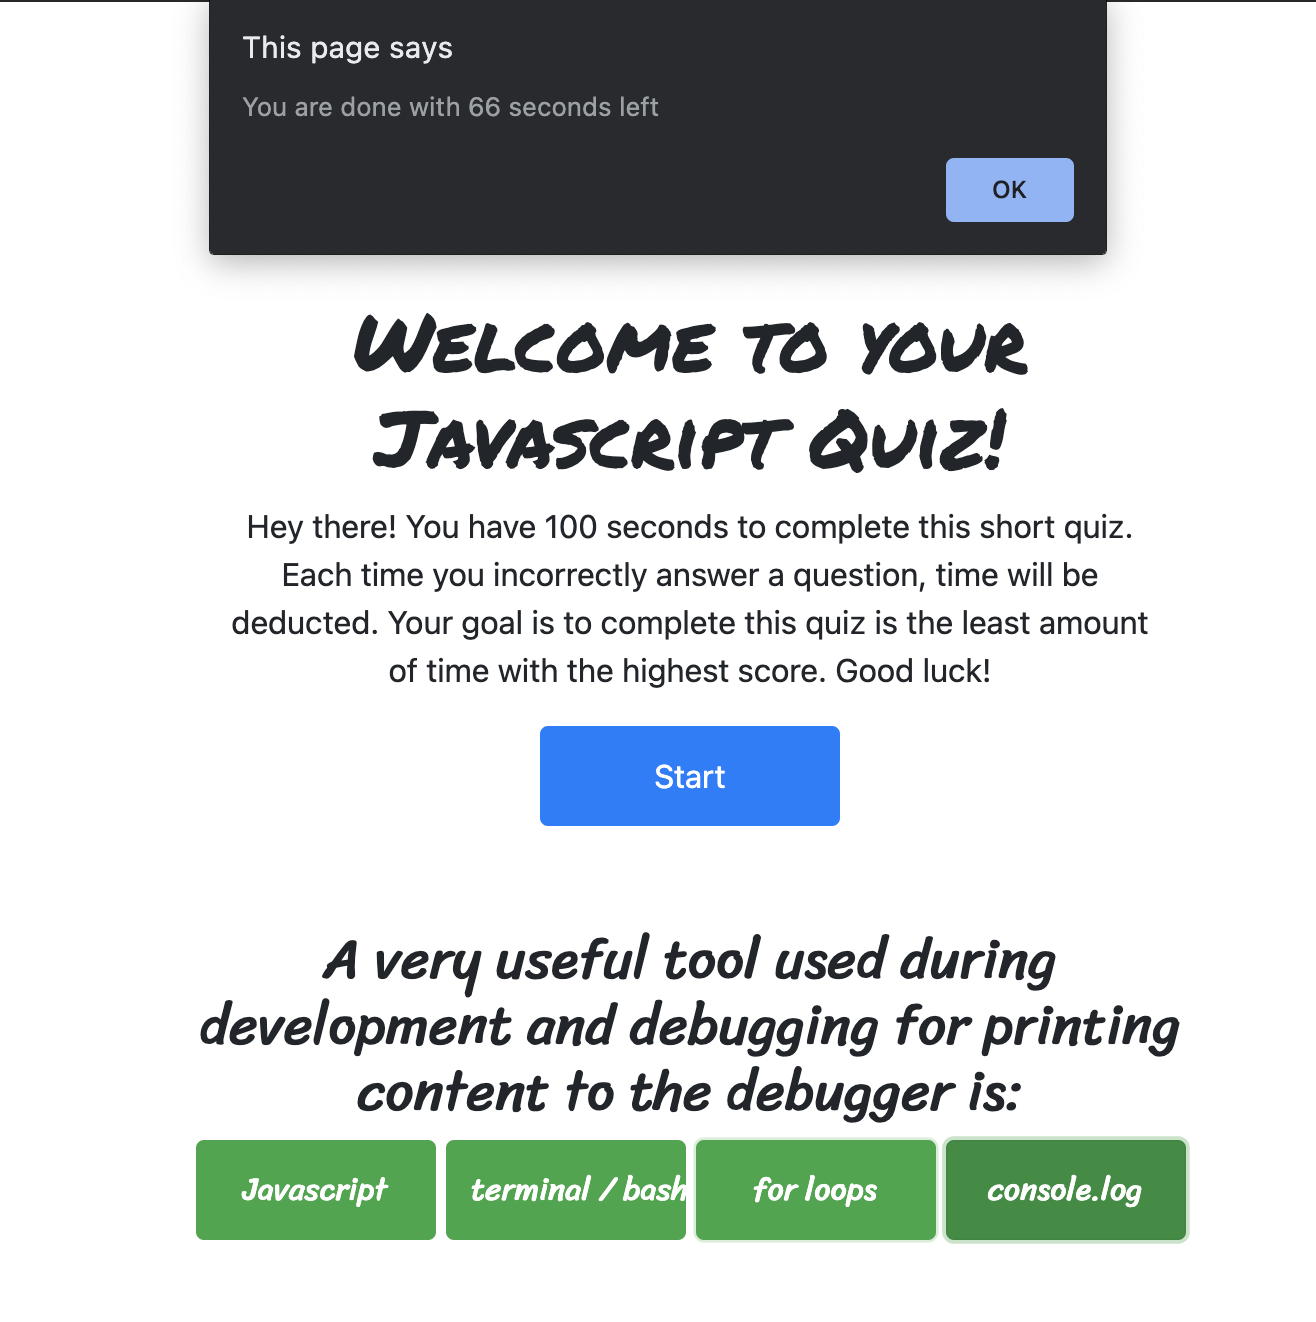 This page says
You are done with 66 seconds left
OK
Welcome to your
Javascript Quiz!
Hey there! You have 100 seconds to complete this short quiz.
Each time you incorrectly answer a question, time will be
deducted. Your goal is to complete this quiz is the least amount
of time with the highest score. Good luck!
Start
A very useful tool used during
development and debugging for printing
content to the debugger is:
Javascript terminal / bash for loops console.log